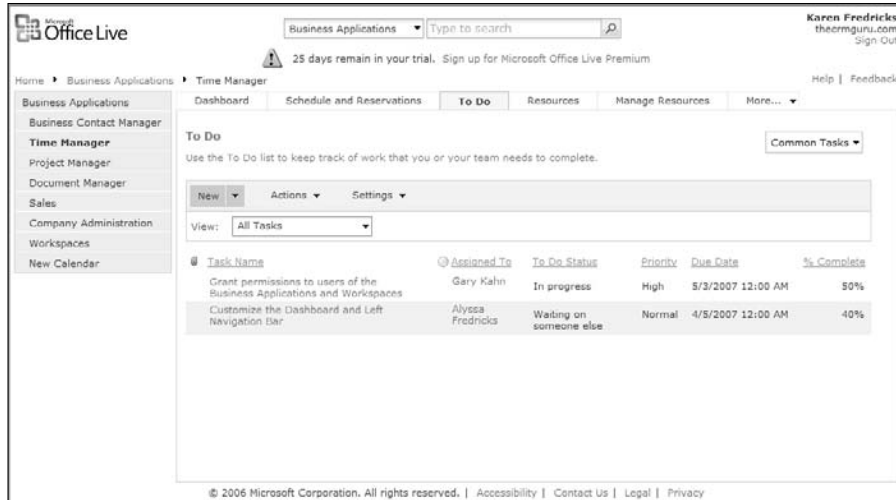 Microsoft
Office Live
Business Applications
Type to search
Karen Fredricks
thecrmguru.com
Sign Out
25 days remain in your trial. Sign up for Microsoft Office Live Premium
Home Business Applications Time Manager
Help | Feedback
Business Applications
Business Contact Manager
Time Manager
Project Manager
Document Manager
Sales
Company Administration
Workspaces
New Calendar
Dashboard Schedule and Reservations To Do Resources Manage Resources More...
To Do
Common Tasks
Use the To Do list to keep track of work that you or your team needs to complete.
New Actions Settings
View: All Tasks
Task Name Assigned To To Do Status Priority Due Date % Complete
Grant permissions to users of the Business Applications and Workspaces Gary Kahn In progress High 5/3/2007 12:00 AM 50%
Customize the Dashboard and Left Navigation Bar Alyssa Fredricks Waiting on someone else Normal 4/5/2007 12:00 AM 40%
© 2006 Microsoft Corporation. All rights reserved. | Accessibility | Contact Us | Legal | Privacy